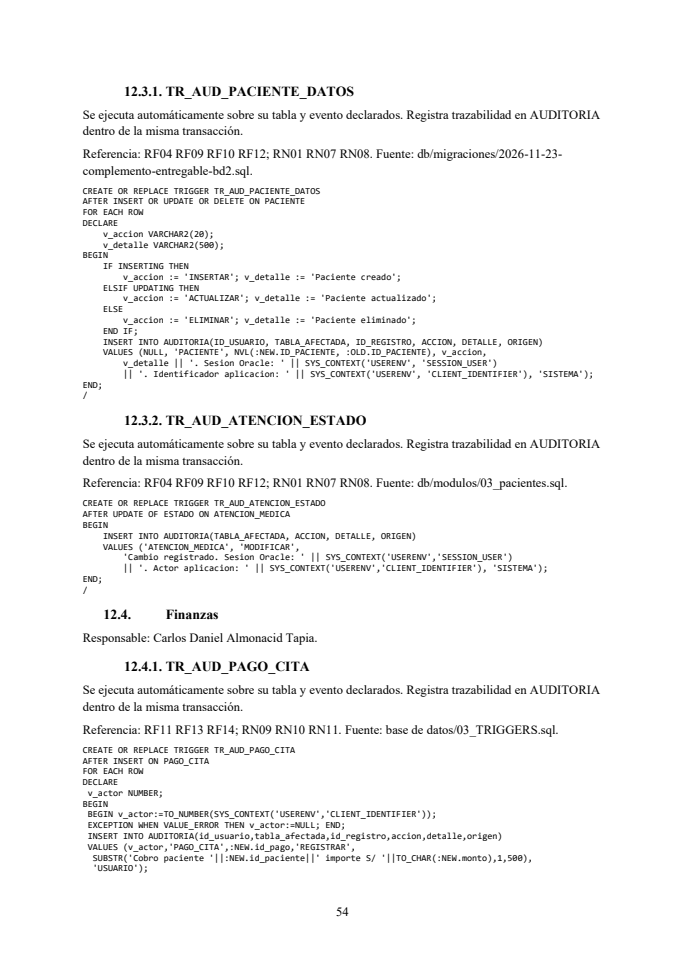 12.3.1. TR_AUD_PACIENTE_DATOS
Se ejecuta automáticamente sobre su tabla y evento declarados. Registra trazabilidad en AUDITORIA
dentro de la misma transacción.
Referencia: RF04 RF09 RF10 RF12; RN01 RN07 RN08. Fuente: db/migraciones/2026-11-23-
complemento-entregable-bd2.sql.
CREATE OR REPLACE TRIGGER TR_AUD_PACIENTE_DATOS
AFTER INSERT OR UPDATE OR DELETE ON PACIENTE
FOR EACH ROW
DECLARE
    v_accion VARCHAR2(20);
    v_detalle VARCHAR2(500);
BEGIN
    IF INSERTING THEN
        v_accion := 'INSERTAR'; v_detalle := 'Paciente creado';
    ELSIF UPDATING THEN
        v_accion := 'ACTUALIZAR'; v_detalle := 'Paciente actualizado';
    ELSE
        v_accion := 'ELIMINAR'; v_detalle := 'Paciente eliminado';
    END IF;
    INSERT INTO AUDITORIA(ID_USUARIO, TABLA_AFECTADA, ID_REGISTRO, ACCION, DETALLE, ORIGEN)
    VALUES (NULL, 'PACIENTE', NVL(:NEW.ID_PACIENTE, :OLD.ID_PACIENTE), v_accion,
        v_detalle || '. Sesion Oracle: ' || SYS_CONTEXT('USERENV', 'SESSION_USER')
        || '. Identificador aplicacion: ' || SYS_CONTEXT('USERENV', 'CLIENT_IDENTIFIER'), 'SISTEMA');
END;
/
12.3.2. TR_AUD_ATENCION_ESTADO
Se ejecuta automáticamente sobre su tabla y evento declarados. Registra trazabilidad en AUDITORIA
dentro de la misma transacción.
Referencia: RF04 RF09 RF10 RF12; RN01 RN07 RN08. Fuente: db/modulos/03_pacientes.sql.
CREATE OR REPLACE TRIGGER TR_AUD_ATENCION_ESTADO
AFTER UPDATE OF ESTADO ON ATENCION_MEDICA
BEGIN
    INSERT INTO AUDITORIA(TABLA_AFECTADA, ACCION, DETALLE, ORIGEN)
    VALUES ('ATENCION_MEDICA', 'MODIFICAR',
        'Cambio registrado. Sesion Oracle: ' || SYS_CONTEXT('USERENV','SESSION_USER')
        || '. Actor aplicacion: ' || SYS_CONTEXT('USERENV','CLIENT_IDENTIFIER'), 'SISTEMA');
END;
/
12.4. Finanzas
Responsable: Carlos Daniel Almonacid Tapia.
12.4.1. TR_AUD_PAGO_CITA
Se ejecuta automáticamente sobre su tabla y evento declarados. Registra trazabilidad en AUDITORIA
dentro de la misma transacción.
Referencia: RF11 RF13 RF14; RN09 RN10 RN11. Fuente: base de datos/03_TRIGGERS.sql.
CREATE OR REPLACE TRIGGER TR_AUD_PAGO_CITA
AFTER INSERT ON PAGO_CITA
FOR EACH ROW
DECLARE
 v_actor NUMBER;
BEGIN
 BEGIN v_actor:=TO_NUMBER(SYS_CONTEXT('USERENV','CLIENT_IDENTIFIER'));
 EXCEPTION WHEN VALUE_ERROR THEN v_actor:=NULL; END;
 INSERT INTO AUDITORIA(id_usuario,tabla_afectada,id_registro,accion,detalle,origen)
 VALUES (v_actor,'PAGO_CITA',:NEW.id_pago,'REGISTRAR',
  SUBSTR('Cobro paciente '||:NEW.id_paciente||' importe S/ '||TO_CHAR(:NEW.monto),1,500),
  'USUARIO');
54